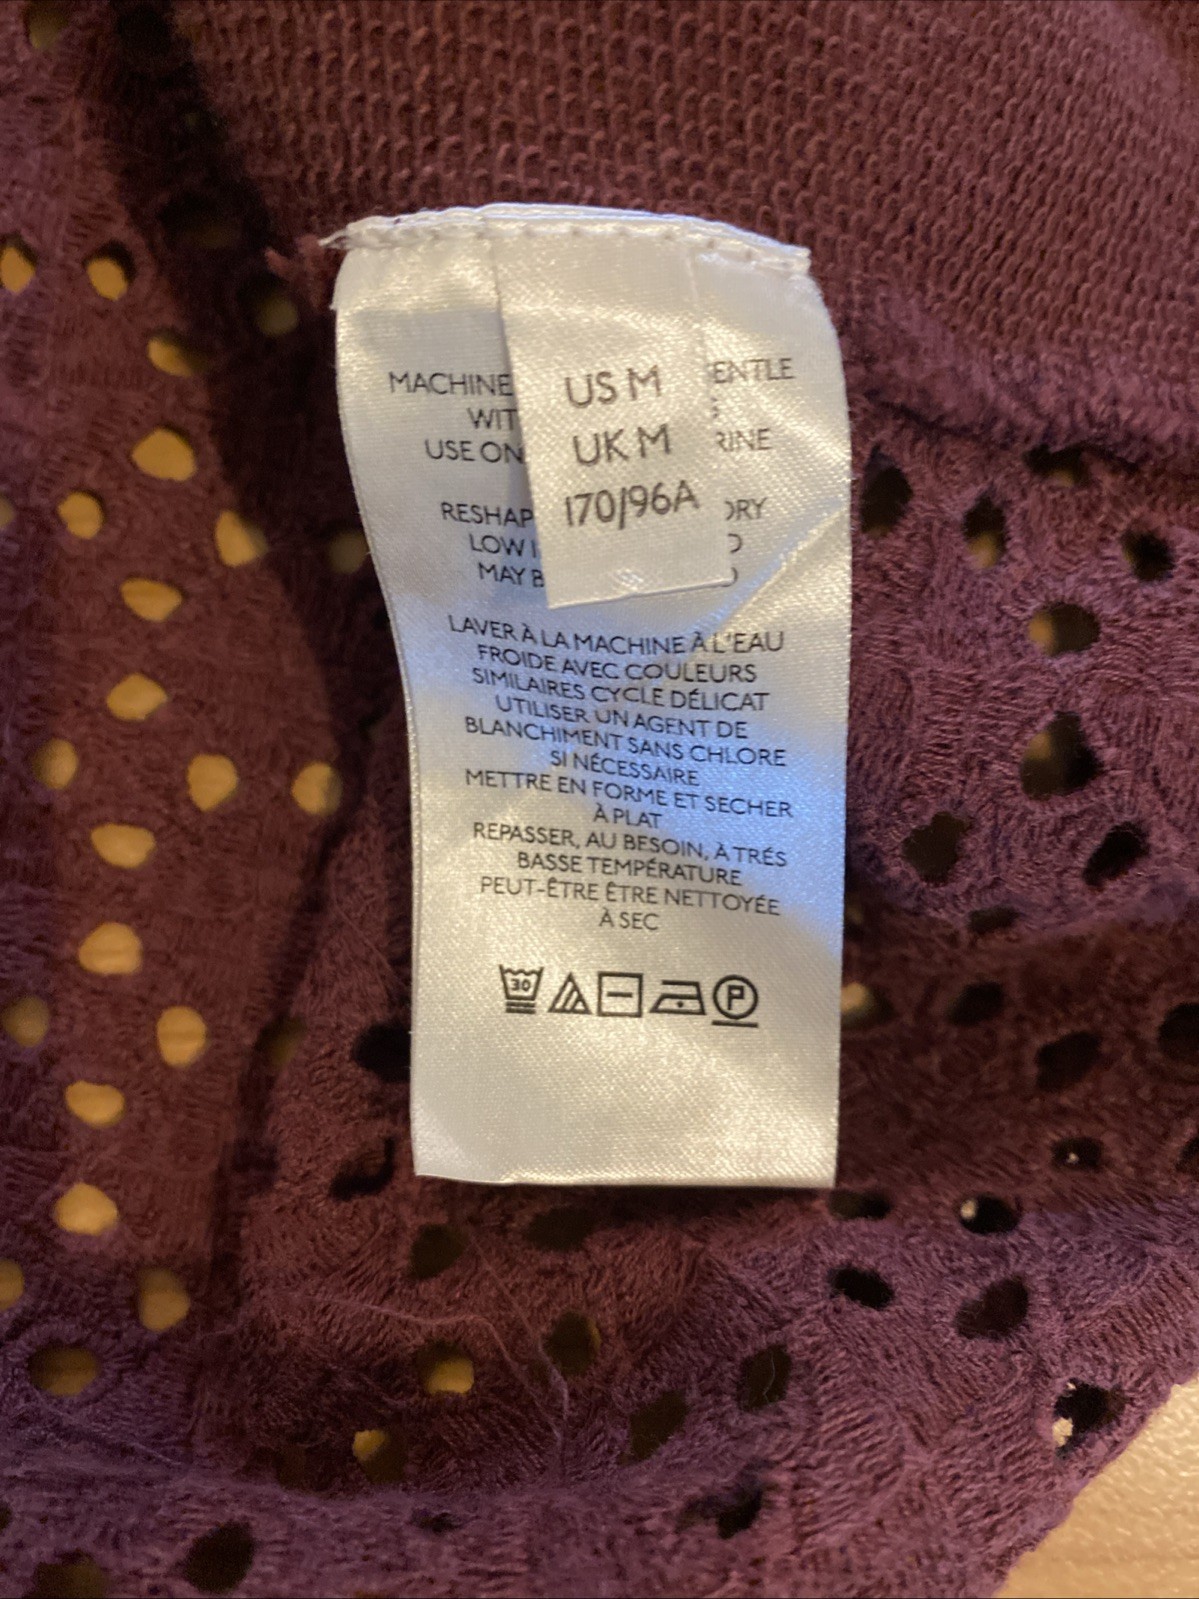 MACHINE
ENTLE
WIT
USE ON
RINE
RESHAP
DRY
LOW I
MAY B
US M
UK M
170/96A
LAVER À LA MACHINE À L'EAU
FROIDE AVEC COULEURS
SIMILAIRES CYCLE DÉLICAT
UTILISER UN AGENT DE
BLANCHIMENT SANS CHLORE
SI NÉCESSAIRE
METTRE EN FORME ET SECHER
À PLAT
REPASSER, AU BESOIN, À TRÉS
BASSE TEMPÉRATURE
PEUT-ÊTRE ÊTRE NETTOYÉE
À SEC
30 P